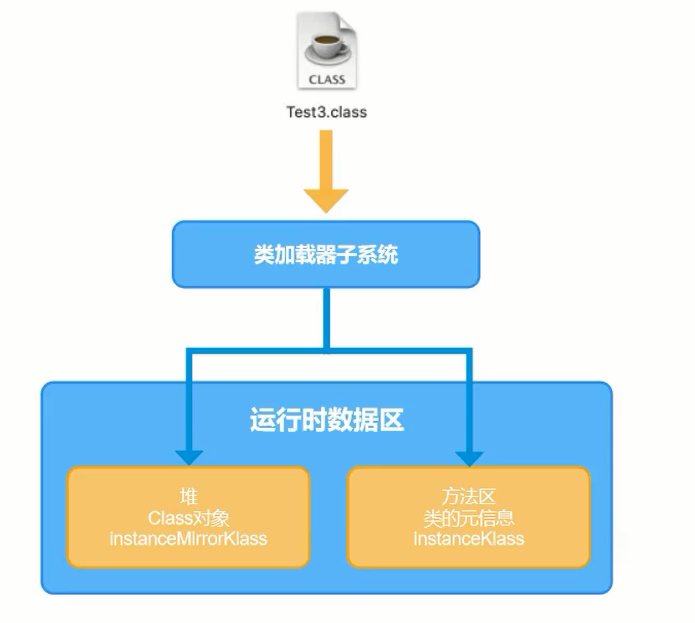 CLASS
Test3.class
类加载器子系统
运行时数据区
堆
Class对象
instanceMirrorKlass
方法区
类的元信息
instanceKlass